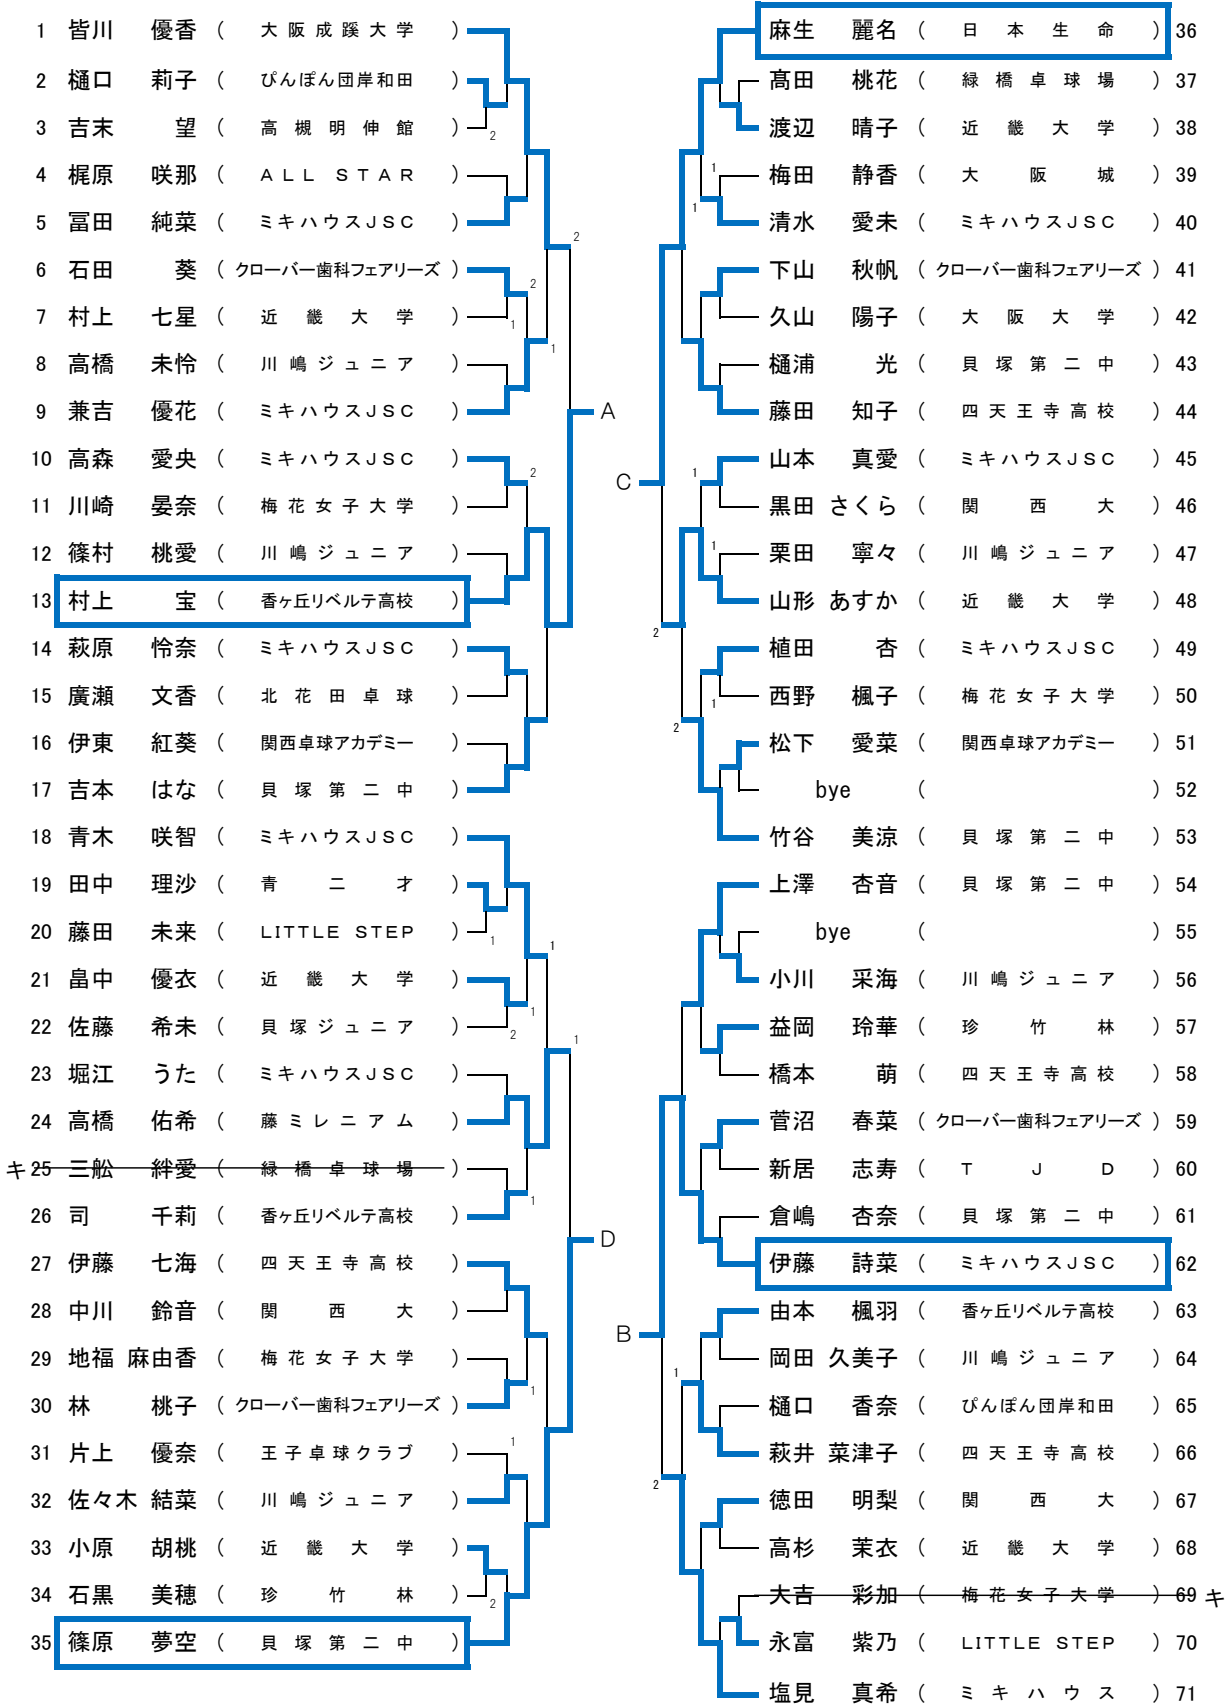 1 皆川 優香 ( 大阪成蹊大学 )
2 樋口 莉子 ( ぴんぽん団岸和田 )
3 吉末 望 ( 高槻明伸館 )
2
4 梶原 咲那 ( ALL STAR )
5 冨田 純菜 ( ミキハウスJSC )
2
6 石田 葵 ( クローバー歯科フェアリーズ )
2
7 村上 七星 ( 近畿大学 )
1
1
8 高橋 未怜 ( 川嶋ジュニア )
9 兼吉 優花 ( ミキハウスJSC )
A
10 高森 愛央 ( ミキハウスJSC )
2
11 川崎 晏奈 ( 梅花女子大学 )
12 篠村 桃愛 ( 川嶋ジュニア )
13 村上 宝 ( 香ヶ丘リベルテ高校 )
14 萩原 怜奈 ( ミキハウスJSC )
15 廣瀬 文香 ( 北花田卓球 )
16 伊東 紅葵 ( 関西卓球アカデミー )
17 吉本 はな ( 貝塚第二中 )
18 青木 咲智 ( ミキハウスJSC )
19 田中 理沙 ( 青二才 )
20 藤田 未来 ( LITTLE STEP )
1
1
21 畠中 優衣 ( 近畿大学 )
1
22 佐藤 希未 ( 貝塚ジュニア )
2
1
23 堀江 うた ( ミキハウスJSC )
24 高橋 佑希 ( 藤ミレニアム )
キ 25 三舩 絆愛 ( 緑橋卓球場 )
1
26 司 千莉 ( 香ヶ丘リベルテ高校 )
D
27 伊藤 七海 ( 四天王寺高校 )
28 中川 鈴音 ( 関西大 )
29 地福 麻由香 ( 梅花女子大学 )
1
30 林 桃子 ( クローバー歯科フェアリーズ )
1
31 片上 優奈 ( 王子卓球クラブ )
32 佐々木 結菜 ( 川嶋ジュニア )
33 小原 胡桃 ( 近畿大学 )
34 石黒 美穂 ( 珍竹林 )
2
35 篠原 夢空 ( 貝塚第二中 )
麻生 麗名 ( 日本生命 ) 36
髙田 桃花 ( 緑橋卓球場 ) 37
渡辺 晴子 ( 近畿大学 ) 38
1
梅田 静香 ( 大阪城 ) 39
1
清水 愛未 ( ミキハウスJSC ) 40
下山 秋帆 ( クローバー歯科フェアリーズ ) 41
久山 陽子 ( 大阪大学 ) 42
樋浦 光 ( 貝塚第二中 ) 43
藤田 知子 ( 四天王寺高校 ) 44
1
山本 真愛 ( ミキハウスJSC ) 45
C
黒田 さくら ( 関西大 ) 46
1
栗田 寧々 ( 川嶋ジュニア ) 47
山形 あすか ( 近畿大学 ) 48
2
植田 杏 ( ミキハウスJSC ) 49
1
西野 楓子 ( 梅花女子大学 ) 50
2
松下 愛菜 ( 関西卓球アカデミー ) 51
bye ( ) 52
竹谷 美涼 ( 貝塚第二中 ) 53
上澤 杏音 ( 貝塚第二中 ) 54
bye ( ) 55
小川 采海 ( 川嶋ジュニア ) 56
益岡 玲華 ( 珍竹林 ) 57
橋本 萌 ( 四天王寺高校 ) 58
菅沼 春菜 ( クローバー歯科フェアリーズ ) 59
新居 志寿 ( TJD ) 60
倉嶋 杏奈 ( 貝塚第二中 ) 61
伊藤 詩菜 ( ミキハウスJSC ) 62
由本 楓羽 ( 香ヶ丘リベルテ高校 ) 63
B
岡田 久美子 ( 川嶋ジュニア ) 64
1
樋口 香奈 ( ぴんぽん団岸和田 ) 65
萩井 菜津子 ( 四天王寺高校 ) 66
2
徳田 明梨 ( 関西大 ) 67
高杉 茉衣 ( 近畿大学 ) 68
大吉 彩加 ( 梅花女子大学 ) 69 キ
永富 紫乃 ( LITTLE STEP ) 70
塩見 真希 ( ミキハウス ) 71